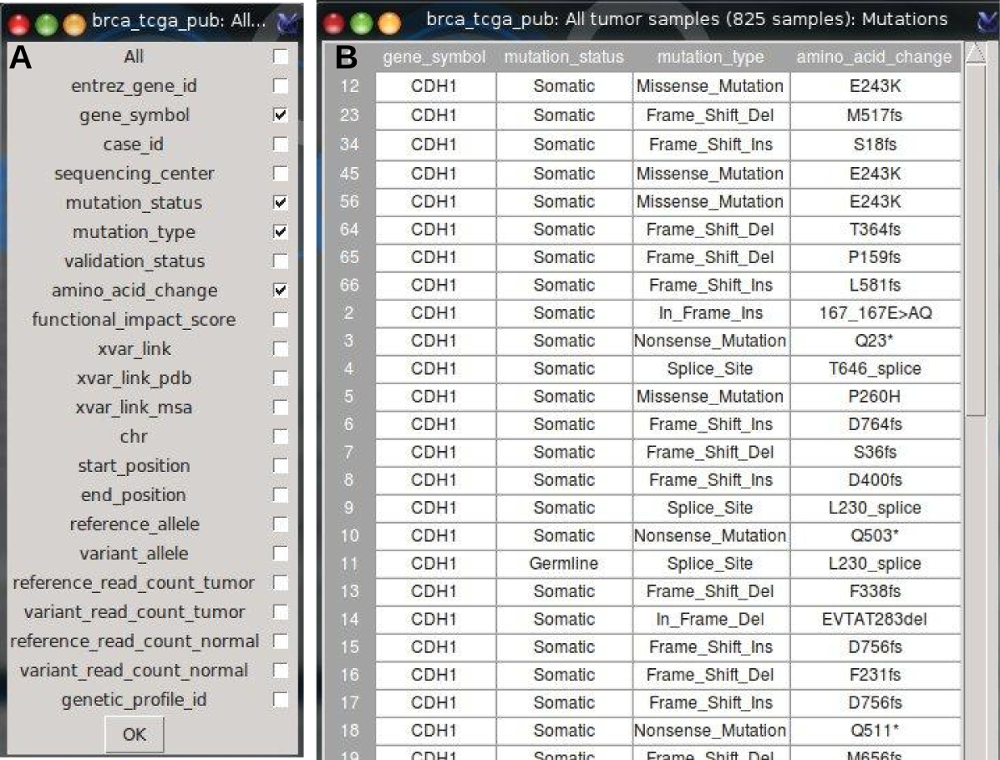 brca_tcga_pub: All...
A
All
entrez_gene_id
gene_symbol
case_id
sequencing_center
mutation_status
mutation_type
validation_status
amino_acid_change
functional_impact_score
xvar_link
xvar_link_pdb
xvar_link_msa
chr
start_position
end_position
reference_allele
variant_allele
reference_read_count_tumor
variant_read_count_tumor
reference_read_count_normal
variant_read_count_normal
genetic_profile_id
OK
brca_tcga_pub: All tumor samples (825 samples): Mutations
B gene_symbol mutation_status mutation_type amino_acid_change
12 CDH1 Somatic Missense_Mutation E243K
23 CDH1 Somatic Frame_Shift_Del M517fs
34 CDH1 Somatic Frame_Shift_Ins S18fs
45 CDH1 Somatic Missense_Mutation E243K
56 CDH1 Somatic Missense_Mutation E243K
64 CDH1 Somatic Frame_Shift_Del T364fs
65 CDH1 Somatic Frame_Shift_Del P159fs
66 CDH1 Somatic Frame_Shift_Ins L581fs
2 CDH1 Somatic In_Frame_Ins 167_167E>AQ
3 CDH1 Somatic Nonsense_Mutation Q23*
4 CDH1 Somatic Splice_Site T646_splice
5 CDH1 Somatic Missense_Mutation P260H
6 CDH1 Somatic Frame_Shift_Ins D764fs
7 CDH1 Somatic Frame_Shift_Del S36fs
8 CDH1 Somatic Frame_Shift_Ins D400fs
9 CDH1 Somatic Splice_Site L230_splice
10 CDH1 Somatic Nonsense_Mutation Q503*
11 CDH1 Germline Splice_Site L230_splice
13 CDH1 Somatic Frame_Shift_Del F338fs
14 CDH1 Somatic In_Frame_Del EVTAT283del
15 CDH1 Somatic Frame_Shift_Ins D756fs
16 CDH1 Somatic Frame_Shift_Del F231fs
17 CDH1 Somatic Frame_Shift_Ins D756fs
18 CDH1 Somatic Nonsense_Mutation Q511*
19 CDH1 Somatic Frame_Shift_Del M656fs